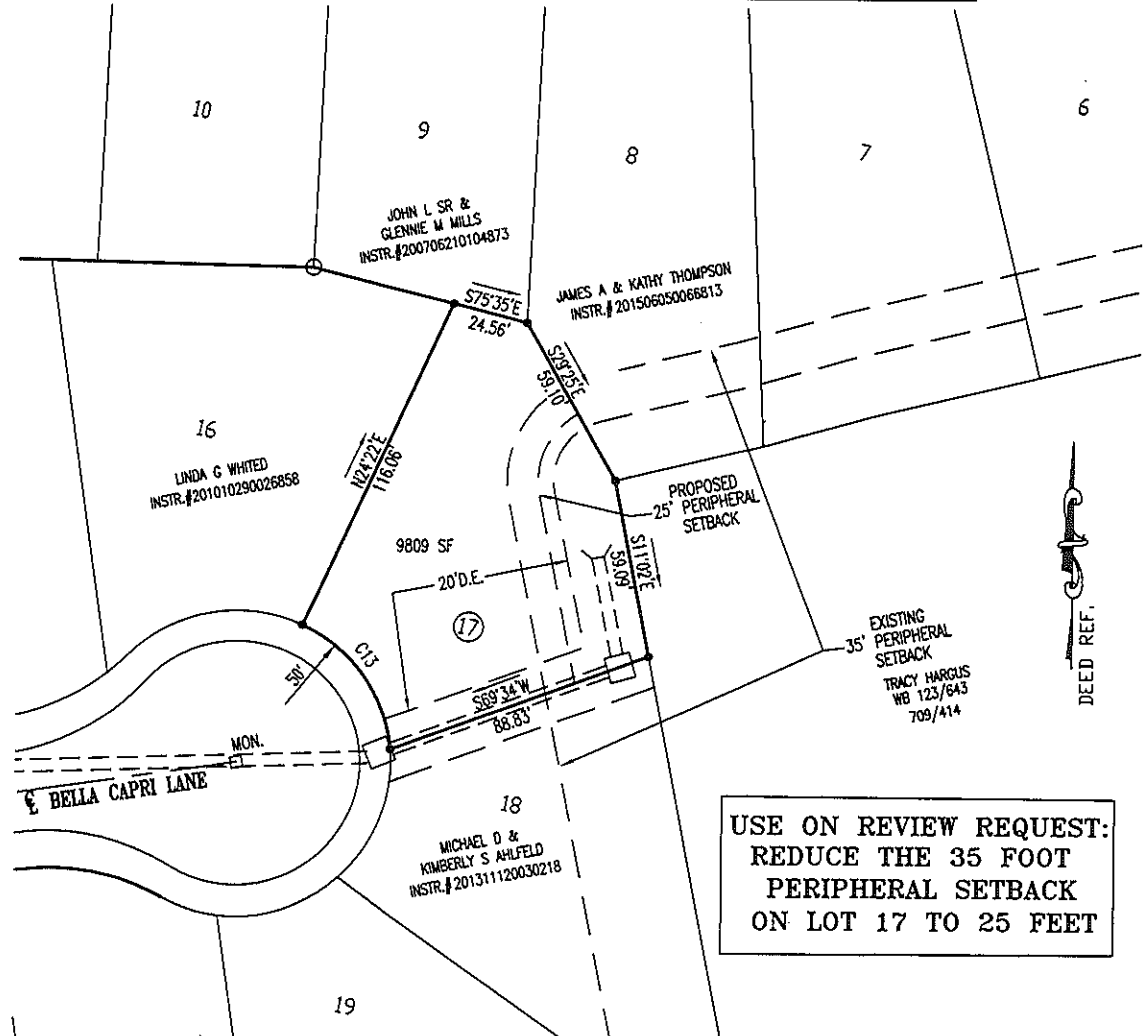 10
9
8
7
6
JOHN L SR &
GLENNIE M MILLS
INSTR.#200706210104873
JAMES A & KATHY THOMPSON
INSTR.#201506050066813
S75°35'E
24.56'
S29°25'E
59.10'
16
LINDA G WHITED
INSTR.#201010290026858
N24°22'E
116.06'
PROPOSED
25' PERIPHERAL
SETBACK
9809 SF
20'D.E.
S11°02'E
59.09'
17
EXISTING
35' PERIPHERAL
SETBACK
TRACY HARGUS
WB 123/643
709/414
DEED REF.
C13
50'
S69°34'W
88.83'
MON.
℄ BELLA CAPRI LANE
18
MICHAEL D &
KIMBERLY S AHLFELD
INSTR.#201311120030218
USE ON REVIEW REQUEST:
REDUCE THE 35 FOOT
PERIPHERAL SETBACK
ON LOT 17 TO 25 FEET
19